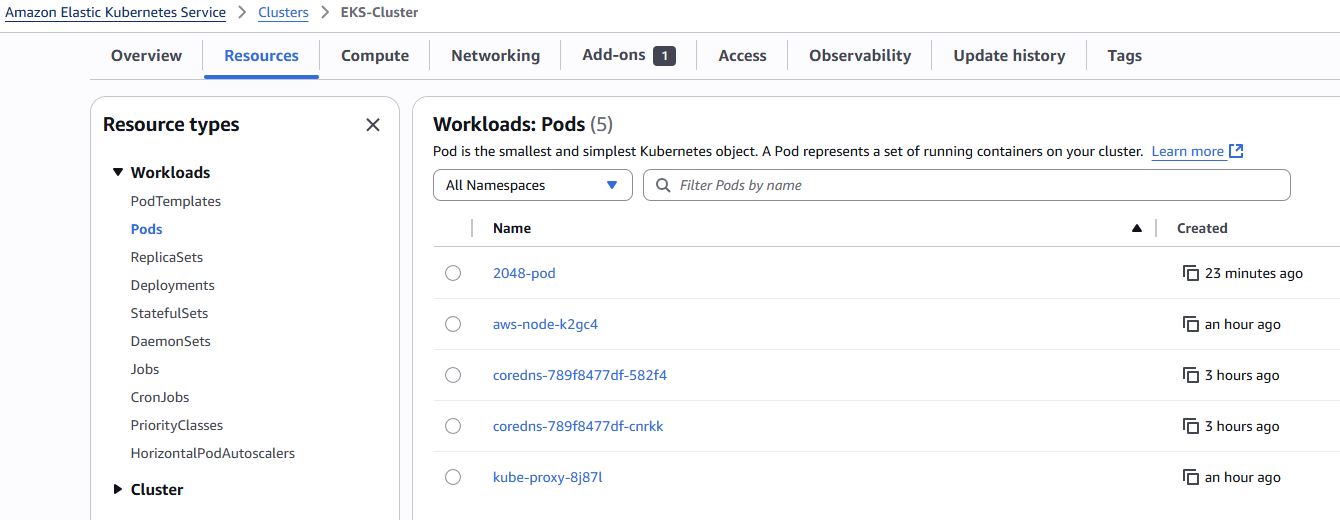 Amazon Elastic Kubernetes Service > Clusters > EKS-Cluster
Overview Resources Compute Networking Add-ons 1 Access Observability Update history Tags
Resource types
Workloads
PodTemplates
Pods
ReplicaSets
Deployments
StatefulSets
DaemonSets
Jobs
CronJobs
PriorityClasses
HorizontalPodAutoscalers
Cluster
Workloads: Pods (5)
Pod is the smallest and simplest Kubernetes object. A Pod represents a set of running containers on your cluster. Learn more
All Namespaces Filter Pods by name
Name Created
2048-pod 23 minutes ago
aws-node-k2gc4 an hour ago
coredns-789f8477df-582f4 3 hours ago
coredns-789f8477df-cnrkk 3 hours ago
kube-proxy-8j87l an hour ago